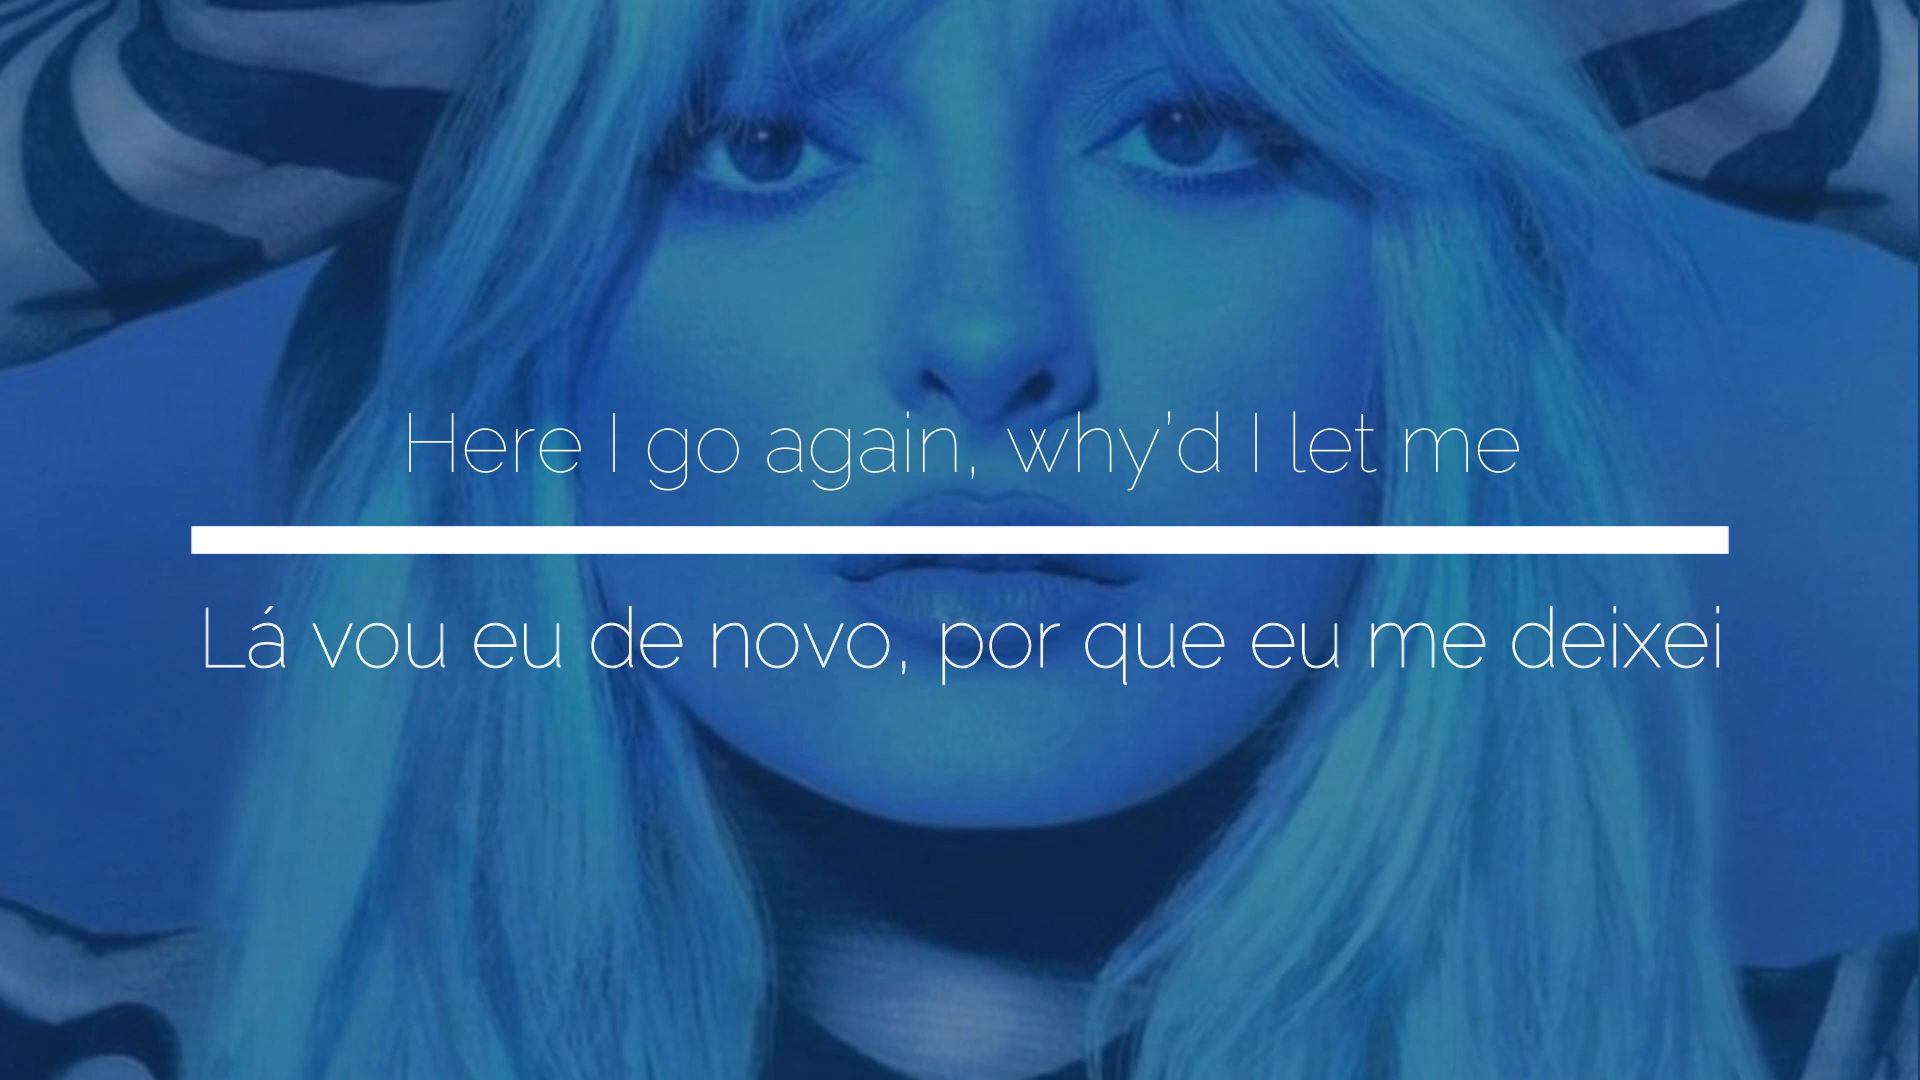 Here I go again, why'd I let me
Lá vou eu de novo, por que eu me deixei